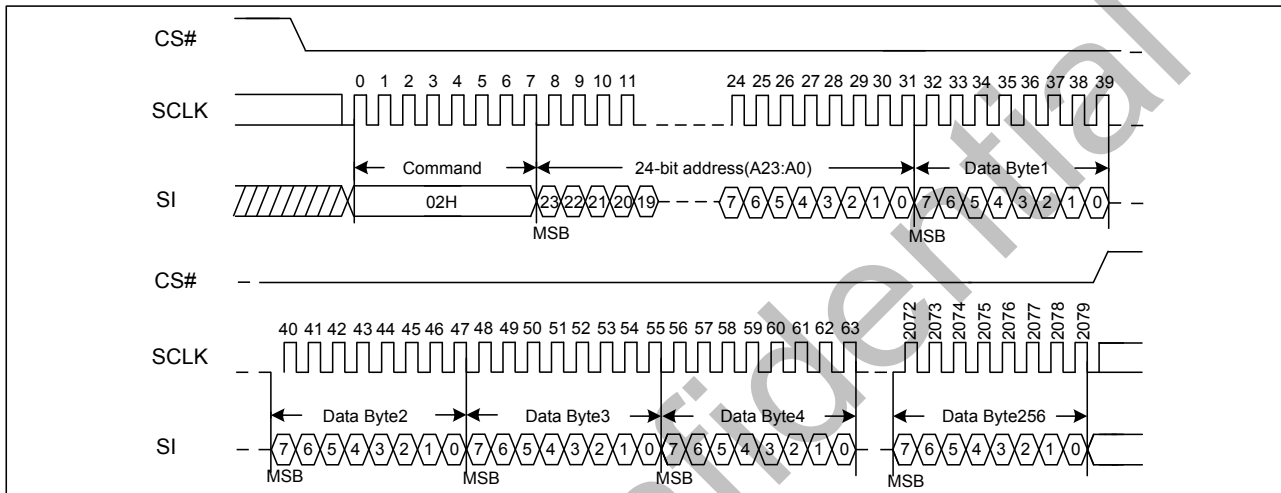 CS#
0 1 2 3 4 5 6 7 8 9 10 11 24 25 26 27 28 29 30 31 32 33 34 35 36 37 38 39
SCLK
Command 24-bit address(A23:A0) Data Byte1
SI 02H 23 22 21 20 19 7 6 5 4 3 2 1 0 7 6 5 4 3 2 1 0
MSB MSB
CS#
40 41 42 43 44 45 46 47 48 49 50 51 52 53 54 55 56 57 58 59 60 61 62 63 2072 2073 2074 2075 2076 2077 2078 2079
SCLK
Data Byte2 Data Byte3 Data Byte4 Data Byte256
SI 7 6 5 4 3 2 1 0 7 6 5 4 3 2 1 0 7 6 5 4 3 2 1 0 7 6 5 4 3 2 1 0
MSB MSB MSB MSB
nfidential